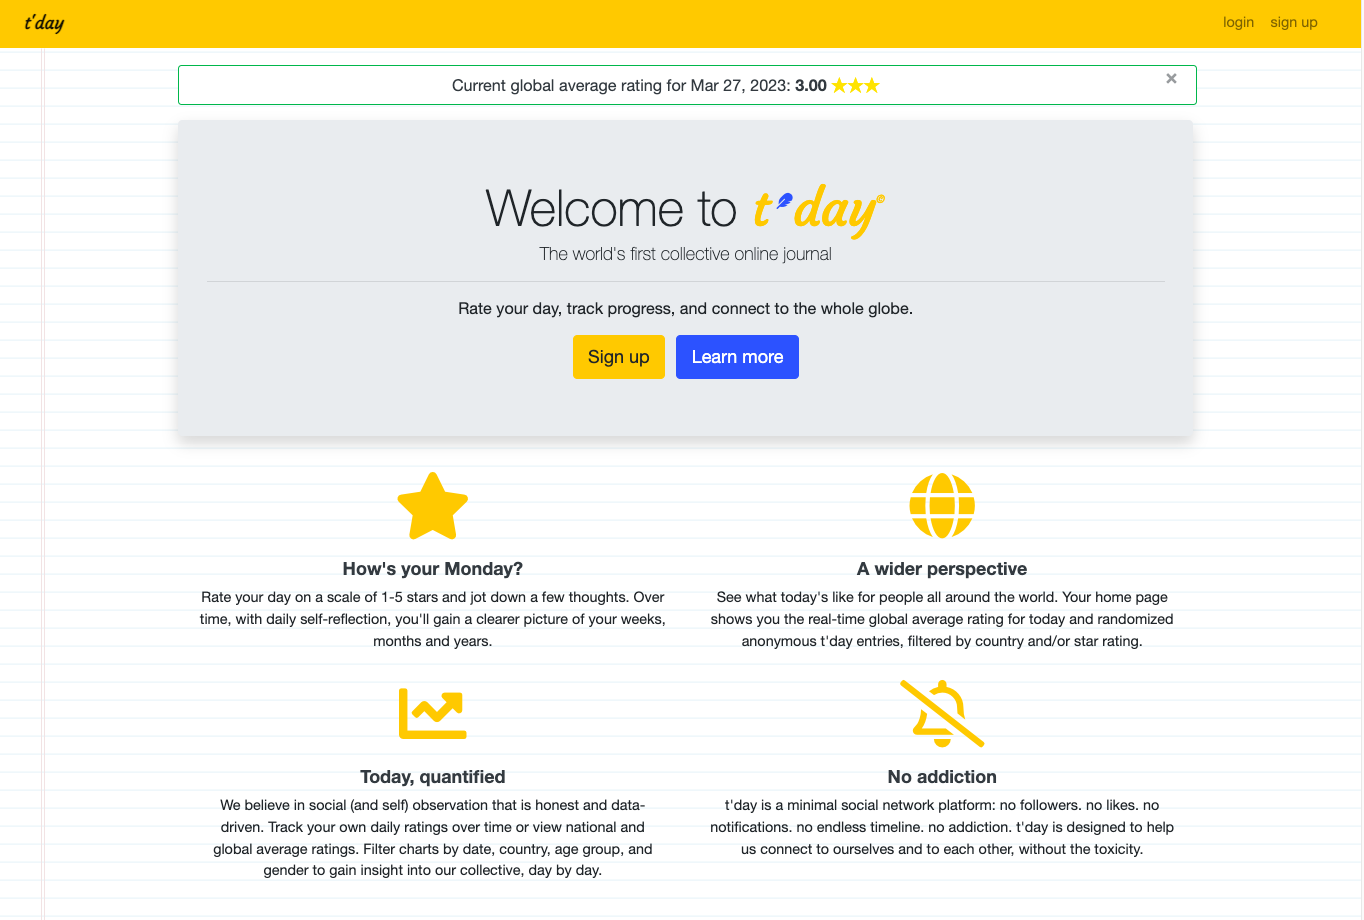 t'day
login sign up
Current global average rating for Mar 27, 2023: 3.00 ★★★
×
Welcome to t'day©
The world's first collective online journal
Rate your day, track progress, and connect to the whole globe.
Sign up Learn more
How's your Monday?
Rate your day on a scale of 1-5 stars and jot down a few thoughts. Over
time, with daily self-reflection, you'll gain a clearer picture of your weeks,
months and years.
A wider perspective
See what today's like for people all around the world. Your home page
shows you the real-time global average rating for today and randomized
anonymous t'day entries, filtered by country and/or star rating.
Today, quantified
We believe in social (and self) observation that is honest and data-
driven. Track your own daily ratings over time or view national and
global average ratings. Filter charts by date, country, age group, and
gender to gain insight into our collective, day by day.
No addiction
t'day is a minimal social network platform: no followers. no likes. no
notifications. no endless timeline. no addiction. t'day is designed to help
us connect to ourselves and to each other, without the toxicity.